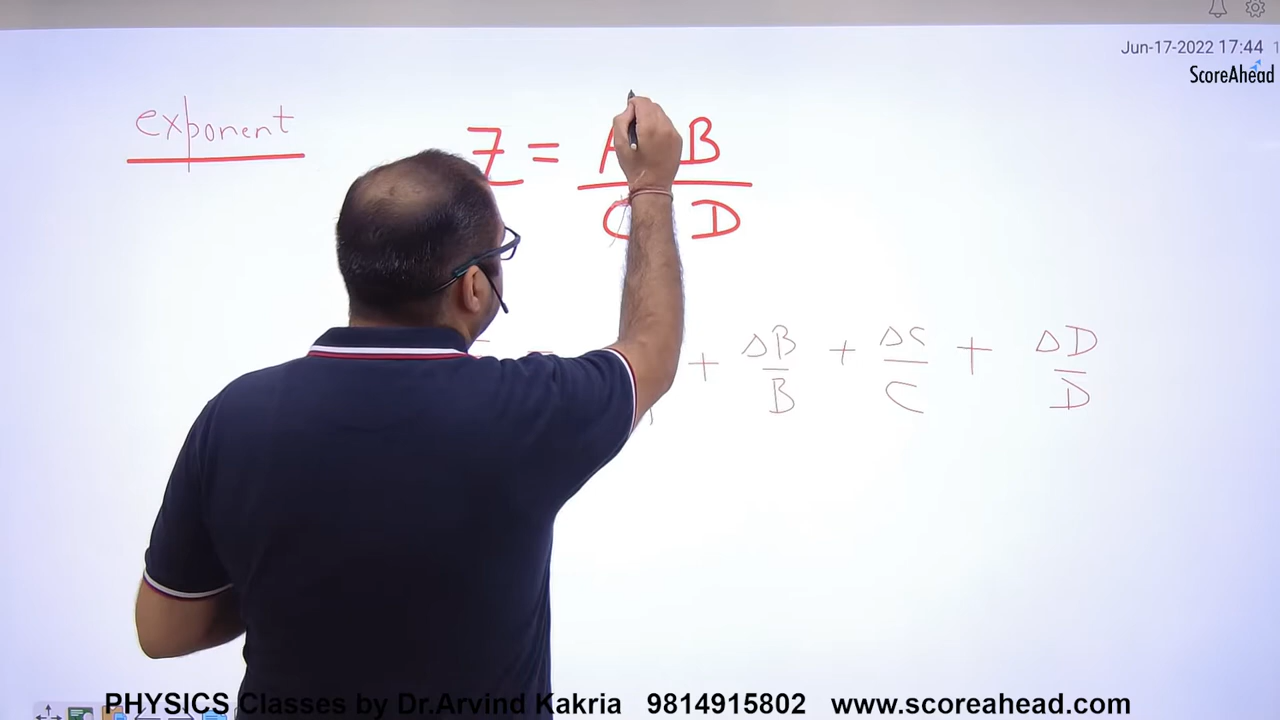 Jun-17-2022 17:44
ScoreAhead
exponent
Z = A B
C D
+ ΔB/B + ΔC/C + ΔD/D
PHYSICS Classes by Dr.Arvind Kakria 9814915802 www.scoreahead.com